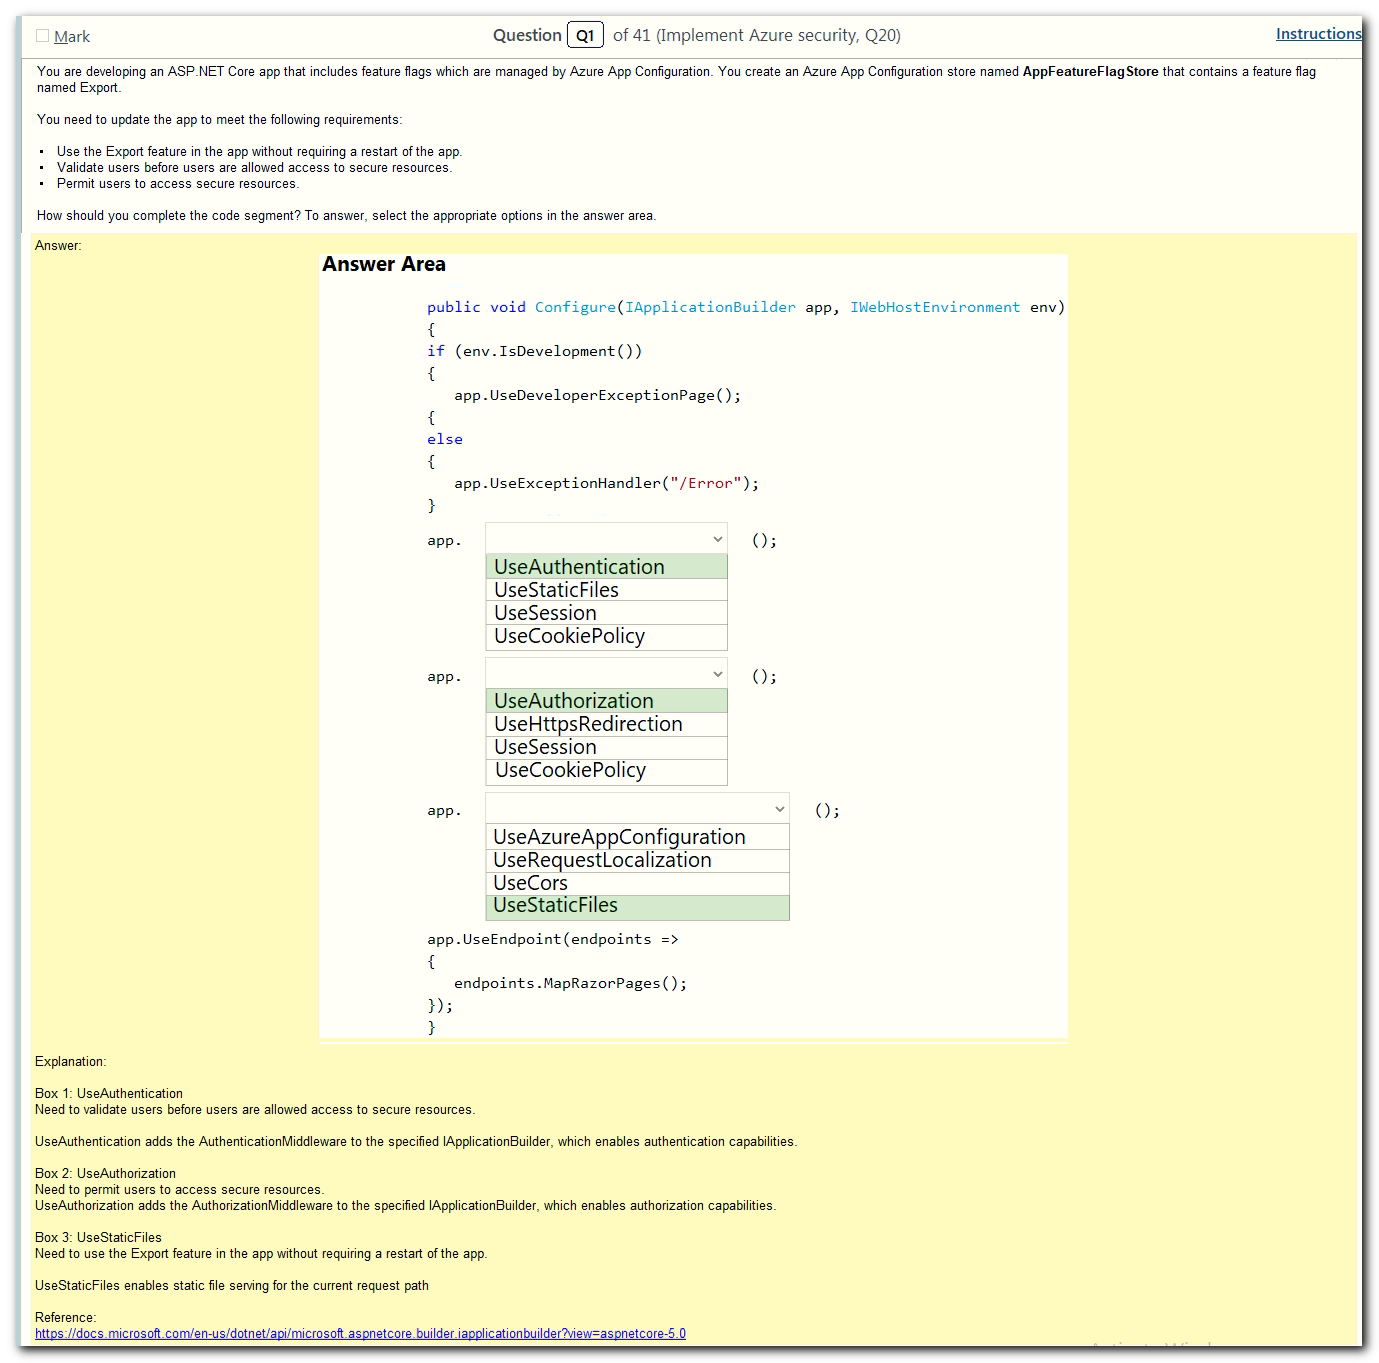 Mark
Question Q1 of 41 (Implement Azure security, Q20)
Instructions
You are developing an ASP.NET Core app that includes feature flags which are managed by Azure App Configuration. You create an Azure App Configuration store named AppFeatureFlagStore that contains a feature flag
named Export.
You need to update the app to meet the following requirements:
▪ Use the Export feature in the app without requiring a restart of the app.
▪ Validate users before users are allowed access to secure resources.
▪ Permit users to access secure resources.
How should you complete the code segment? To answer, select the appropriate options in the answer area.
Answer:
Answer Area
public void Configure(IApplicationBuilder app, IWebHostEnvironment env)
{
if (env.IsDevelopment())
{
app.UseDeveloperExceptionPage();
{
else
{
app.UseExceptionHandler("/Error");
}
app. ();
UseAuthentication
UseStaticFiles
UseSession
UseCookiePolicy
app. ();
UseAuthorization
UseHttpsRedirection
UseSession
UseCookiePolicy
app. ();
UseAzureAppConfiguration
UseRequestLocalization
UseCors
UseStaticFiles
app.UseEndpoint(endpoints =>
{
endpoints.MapRazorPages();
});
}
Explanation:
Box 1: UseAuthentication
Need to validate users before users are allowed access to secure resources.
UseAuthentication adds the AuthenticationMiddleware to the specified IApplicationBuilder, which enables authentication capabilities.
Box 2: UseAuthorization
Need to permit users to access secure resources.
UseAuthorization adds the AuthorizationMiddleware to the specified IApplicationBuilder, which enables authorization capabilities.
Box 3: UseStaticFiles
Need to use the Export feature in the app without requiring a restart of the app.
UseStaticFiles enables static file serving for the current request path
Reference:
https://docs.microsoft.com/en-us/dotnet/api/microsoft.aspnetcore.builder.iapplicationbuilder?view=aspnetcore-5.0